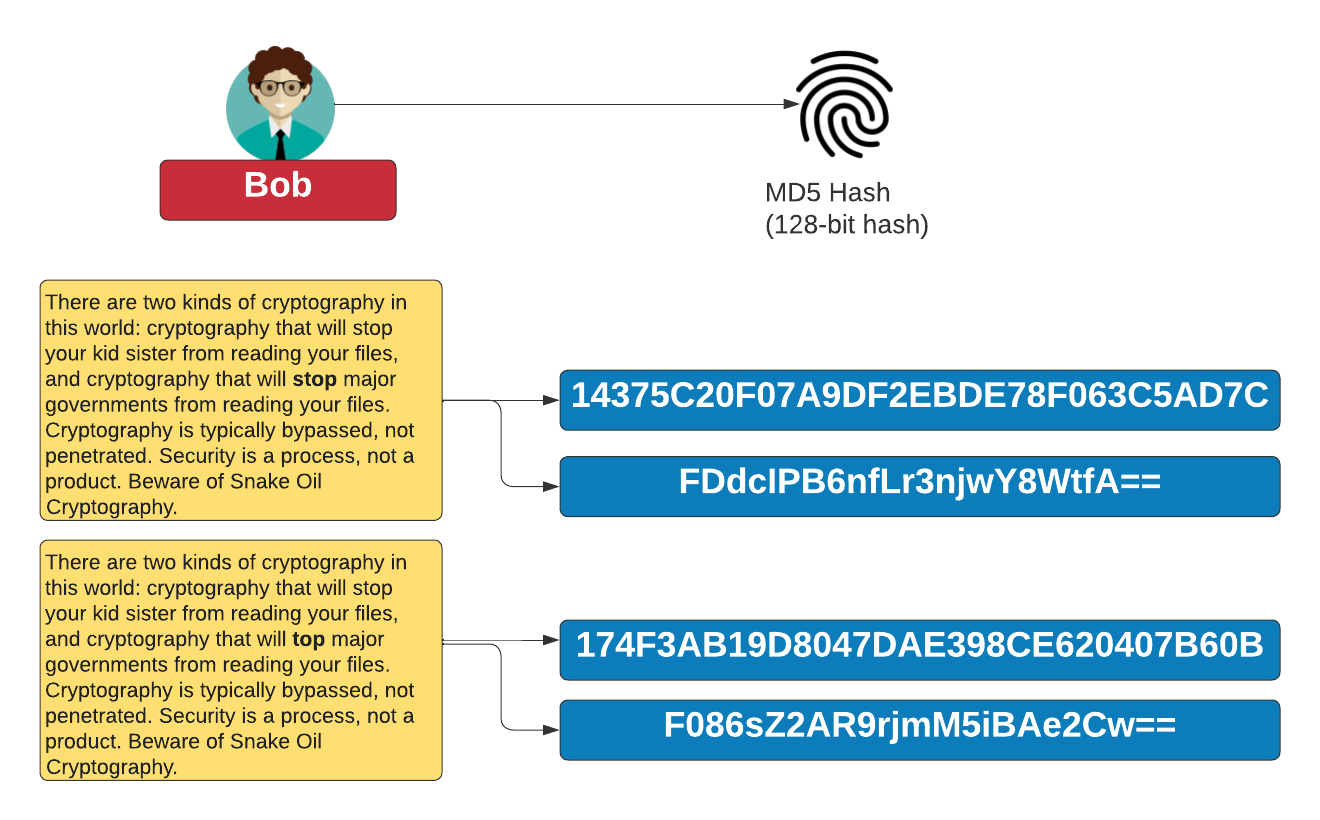 Bob
MD5 Hash
(128-bit hash)
There are two kinds of cryptography in
this world: cryptography that will stop
your kid sister from reading your files,
and cryptography that will stop major
governments from reading your files.
Cryptography is typically bypassed, not
penetrated. Security is a process, not a
product. Beware of Snake Oil
Cryptography.
14375C20F07A9DF2EBDE78F063C5AD7C
FDdcIPB6nfLr3njwY8WtfA==
There are two kinds of cryptography in
this world: cryptography that will stop
your kid sister from reading your files,
and cryptography that will top major
governments from reading your files.
Cryptography is typically bypassed, not
penetrated. Security is a process, not a
product. Beware of Snake Oil
Cryptography.
174F3AB19D8047DAE398CE620407B60B
F086sZ2AR9rjmM5iBAe2Cw==